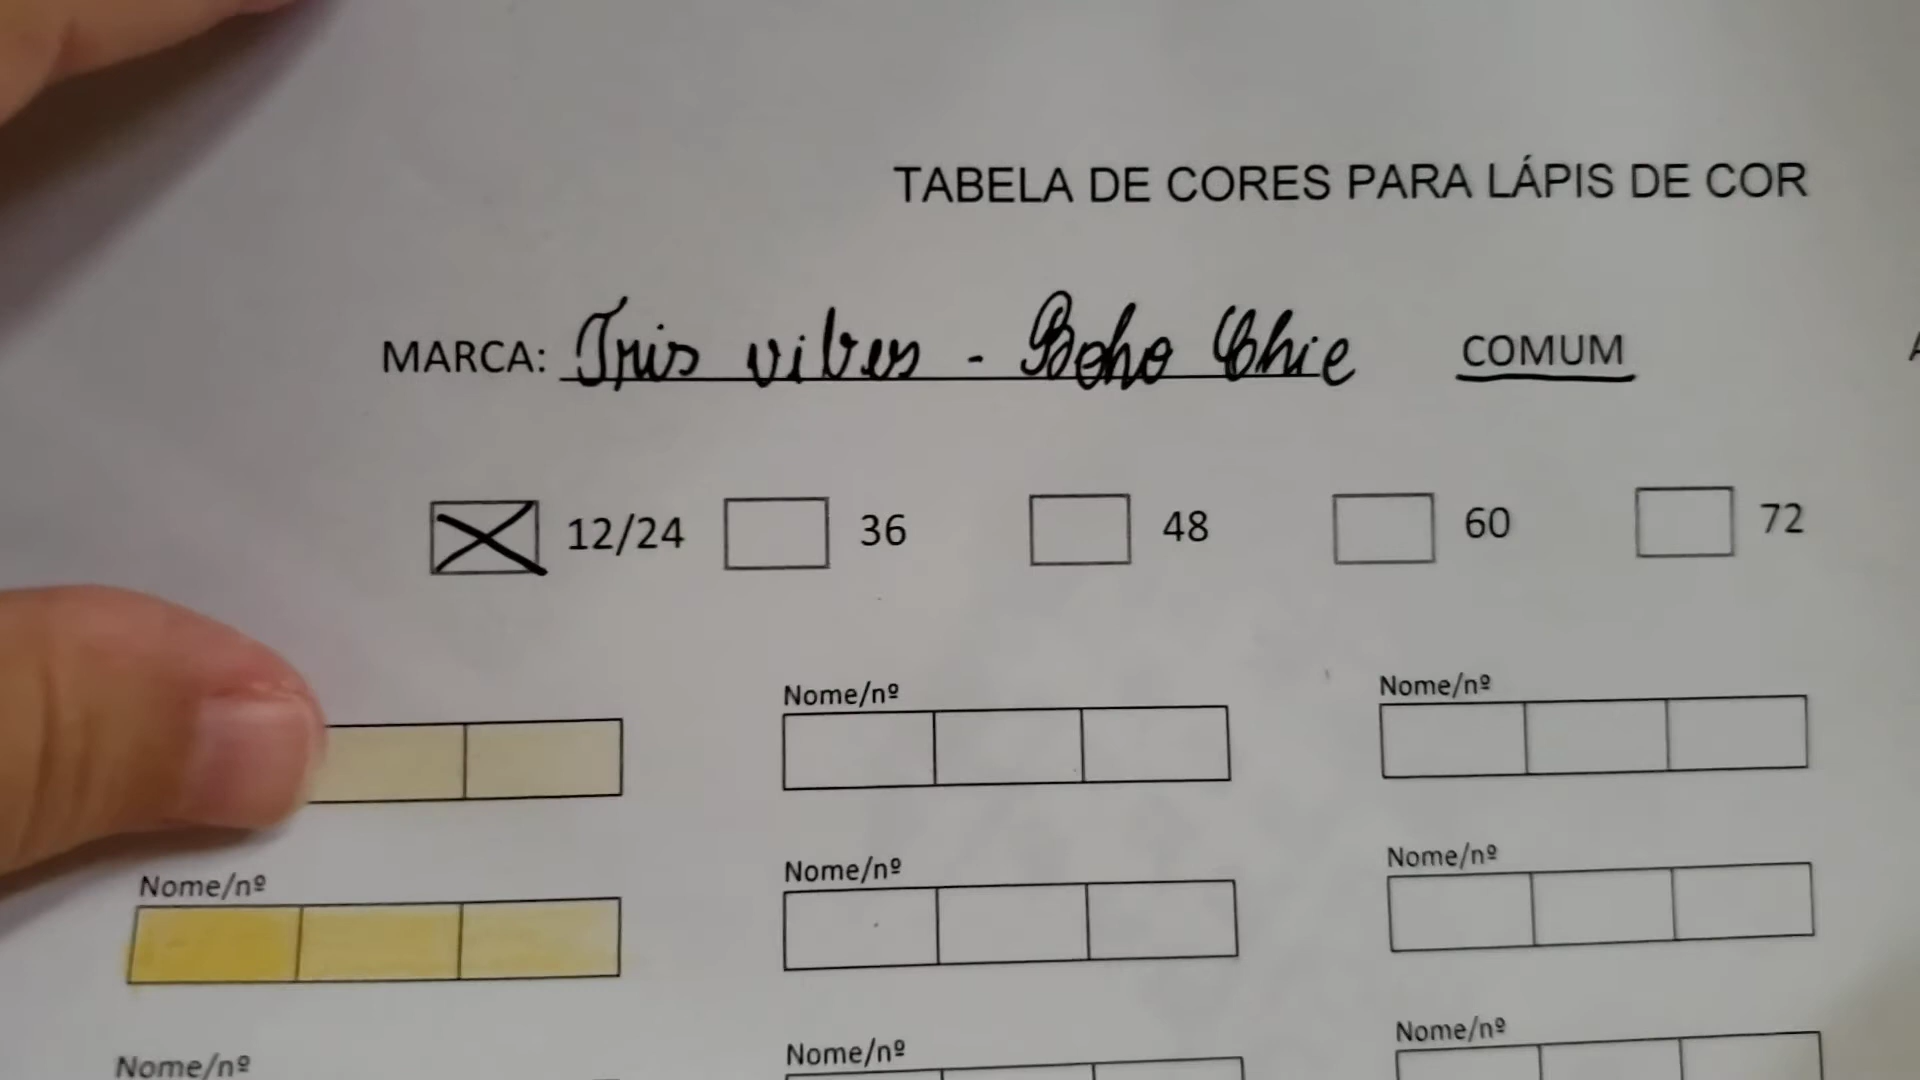 TABELA DE CORES PARA LÁPIS DE COR
MARCA: Tris vibes - Boho Chic COMUM
12/24 36 48 60 72
Nome/nº Nome/nº
Nome/nº Nome/nº Nome/nº
Nome/nº Nome/nº Nome/nº